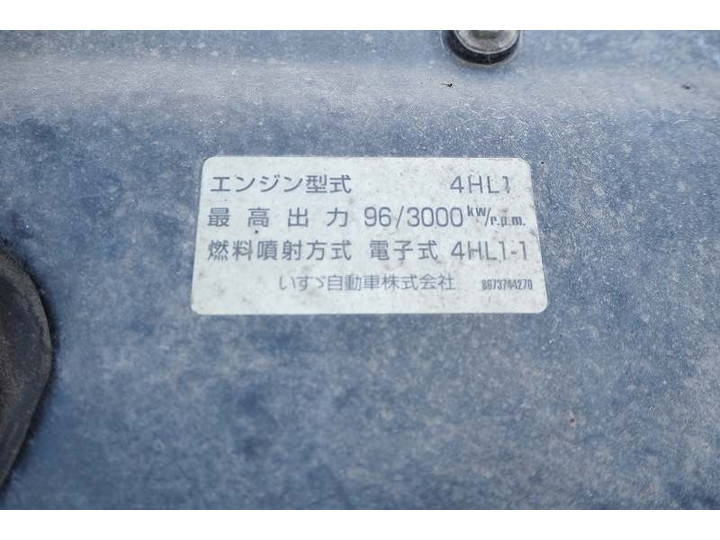 エンジン型式 4HL1
最高出力 96/3000kW/r.p.m.
燃料噴射方式 電子式 4HL1-1
いすゞ自動車株式会社 8973744270